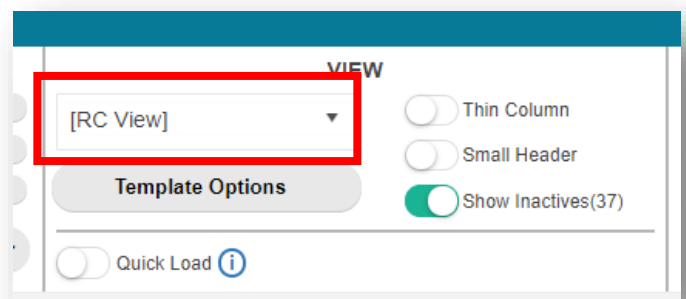 VIEW
[RC View]
Thin Column
Small Header
Template Options
Show Inactives(37)
Quick Load